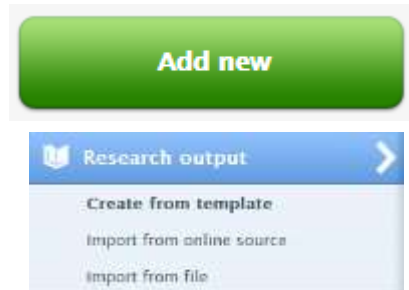 Add new
Research output
Create from template
Import from online source
Import from file